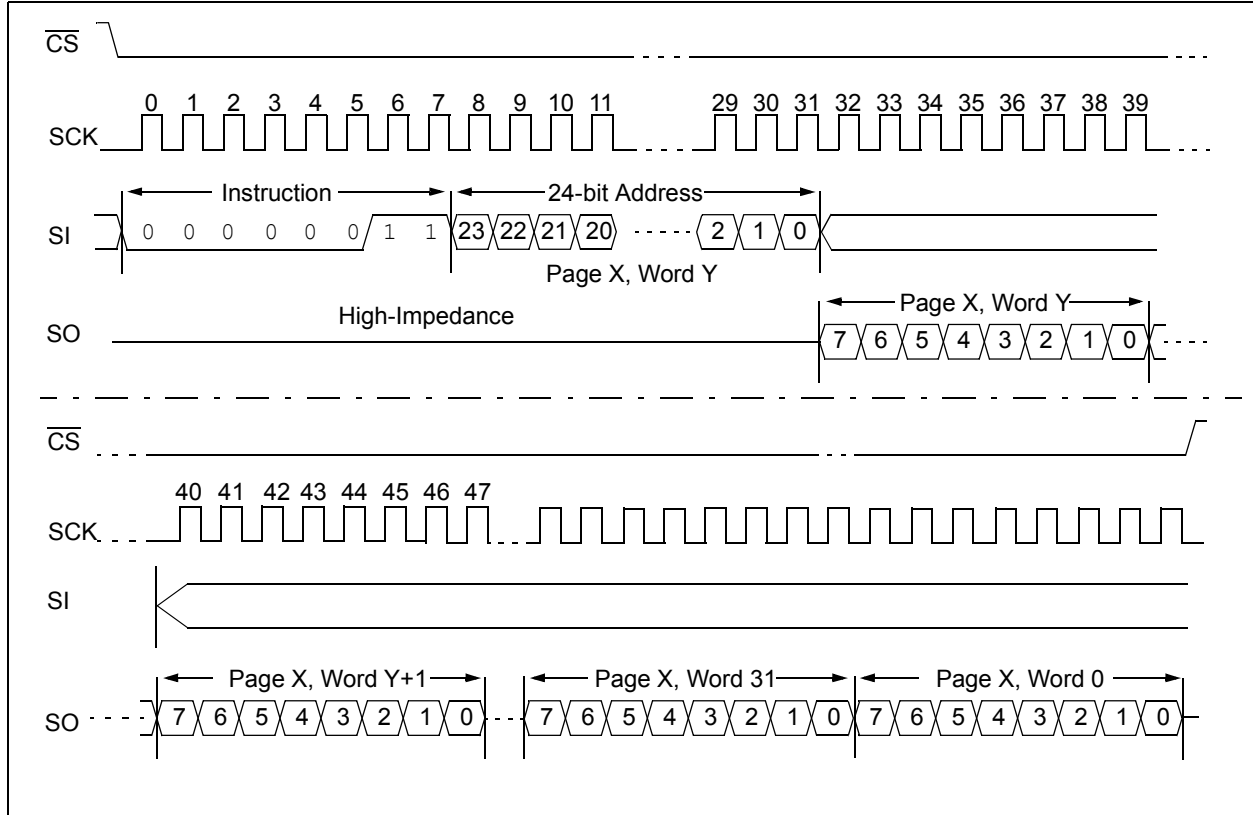 CS
0 1 2 3 4 5 6 7 8 9 10 11 29 30 31 32 33 34 35 36 37 38 39
SCK
Instruction 24-bit Address
SI 0 0 0 0 0 0 1 1 23 22 21 20 2 1 0
Page X, Word Y
High-Impedance Page X, Word Y
SO 7 6 5 4 3 2 1 0
CS
40 41 42 43 44 45 46 47
SCK
SI
Page X, Word Y+1 Page X, Word 31 Page X, Word 0
SO 7 6 5 4 3 2 1 0 7 6 5 4 3 2 1 0 7 6 5 4 3 2 1 0